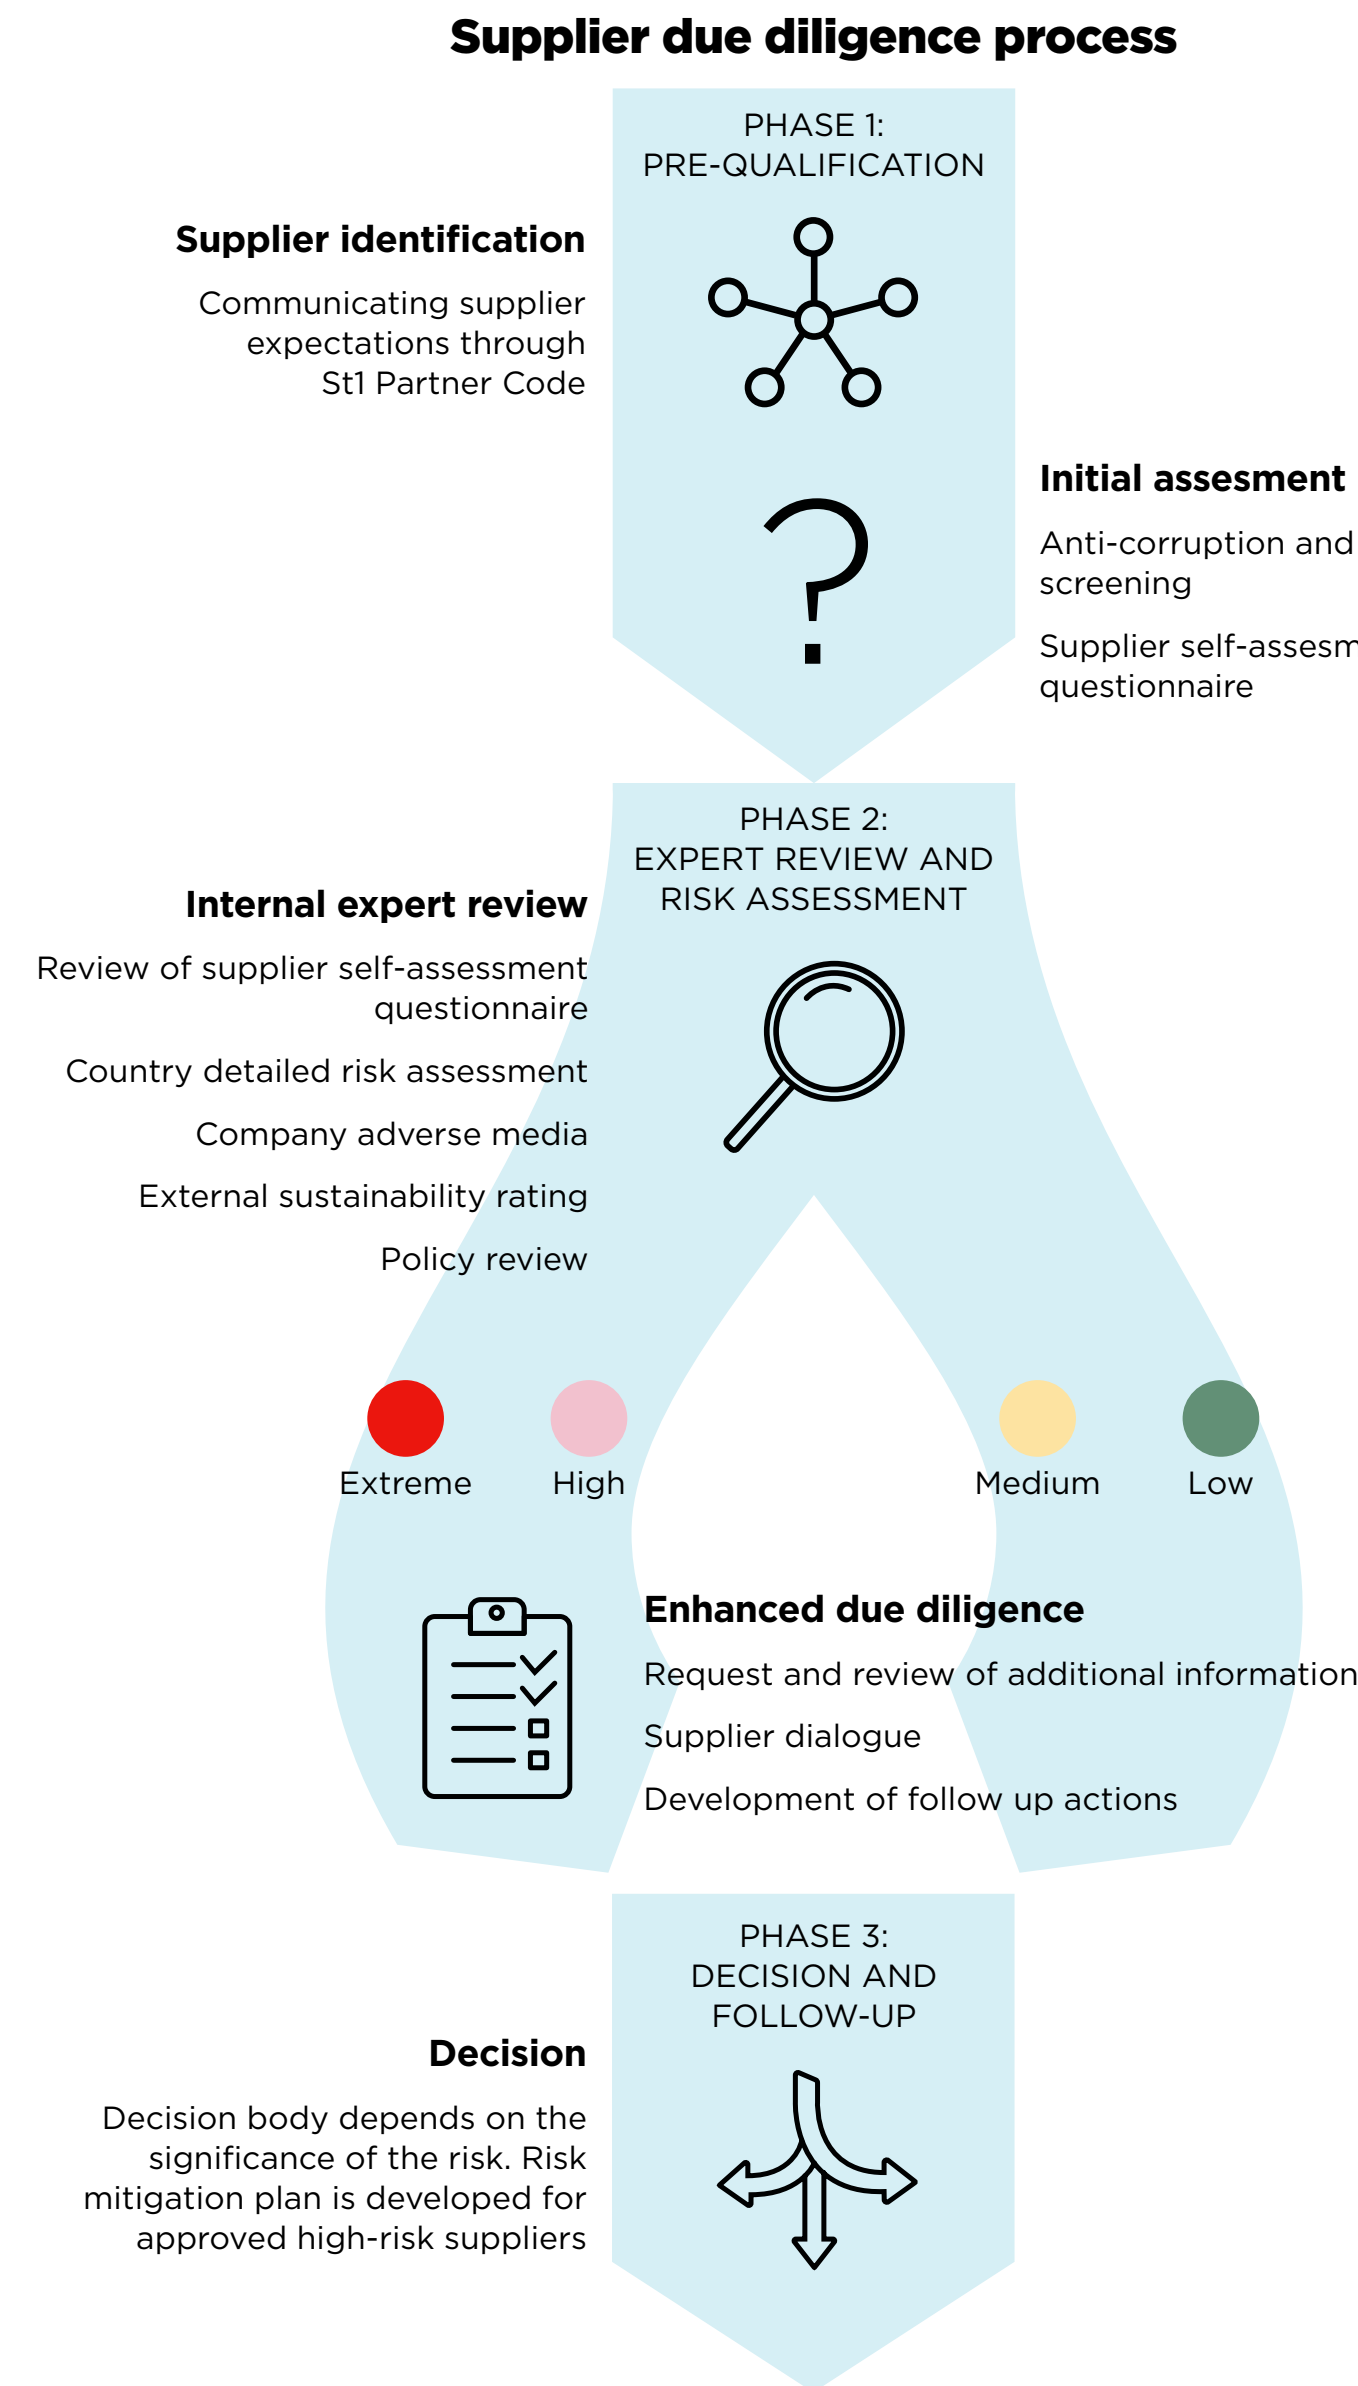 Supplier due diligence process
PHASE 1:
PRE-QUALIFICATION
Supplier identification
Communicating supplier
expectations through
St1 Partner Code
Initial assesment
Anti-corruption and
screening
Supplier
questionnaire
PHASE 2:
EXPERT REVIEW AND
RISK ASSESSMENT
Internal expert review
Review of supplier self-assessment
questionnaire
Country detailed risk assessment
Company adverse media
External sustainability rating
Policy review
Extreme
High
Medium
Low
Enhanced due diligence
Request and review of additional information
Supplier dialogue
Development of follow up actions
PHASE 3:
DECISION AND
FOLLOW-UP
Decision
Decision body depends on the
significance of the risk. Risk
mitigation plan is developed for
approved high-risk suppliers